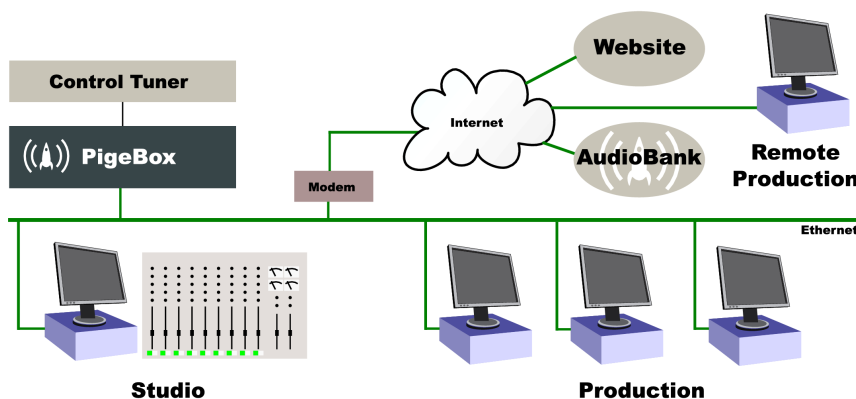 Website
Control Tuner
Internet
PigeBox
AudioBank
Remote
Production
Modem
Ethernet
Studio
Production